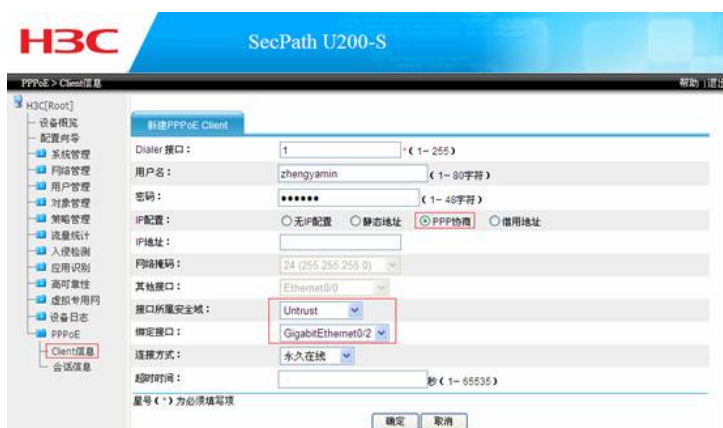 H3C
SecPath U200-S
PPPoE > Client信息
帮助 | 退出
H3C[Root]
设备概览
配置向导
系统管理
网络管理
用户管理
对象管理
策略管理
流量统计
入侵检测
应用识别
高可靠性
虚拟专用网
设备日志
PPPoE
Client信息
会话信息
新建PPPoE Client
Dialer 接口： 1 *( 1- 255)
用户名： zhengyamin ( 1- 80字符)
密码： ●●●●●● ( 1- 48字符)
IP配置： 无IP配置 静态地址 PPP协商 借用地址
IP地址：
网络掩码： 24 (255.255.255.0)
其他接口： Ethernet0/0
接口所属安全域： Untrust
绑定接口： GigabitEthernet0/2
连接方式： 永久在线
超时时间： 秒( 1- 65535)
星号(*)为必须填写项
确定 取消